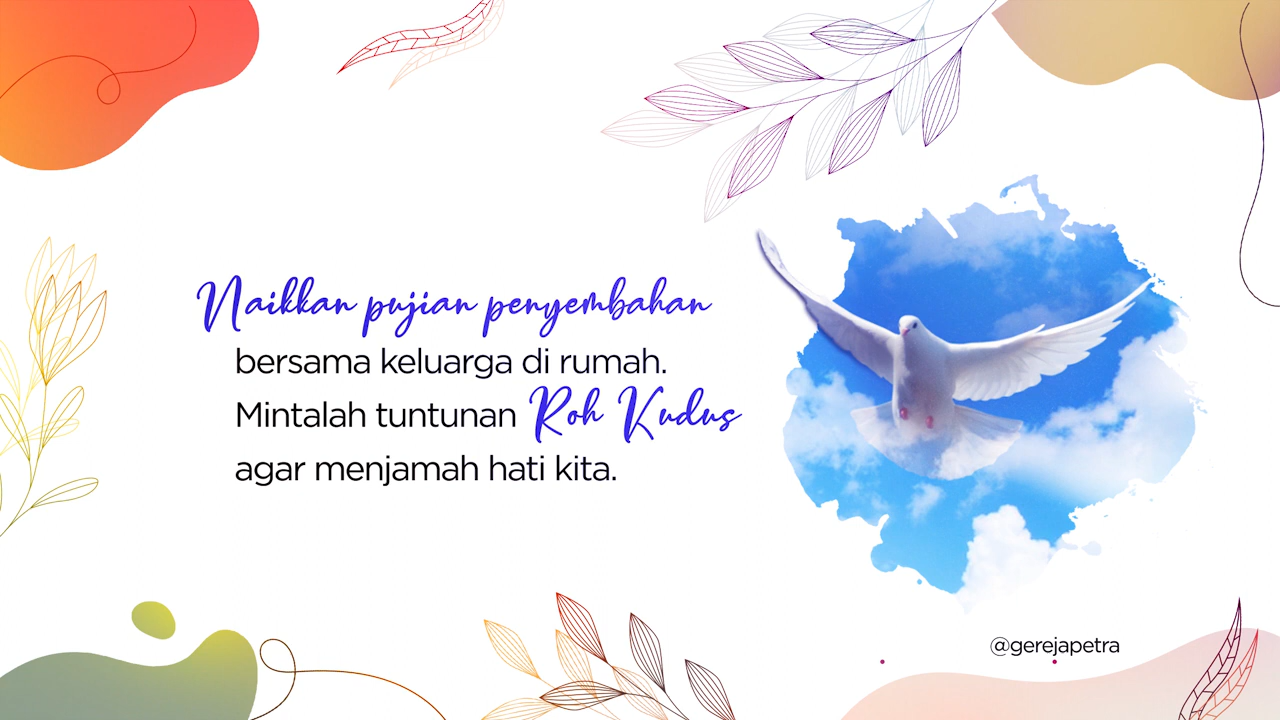 Naikkan pujian penyembahan
bersama keluarga di rumah.
Mintalah tuntunan Roh Kudus
agar menjamah hati kita.
@gerejapetra